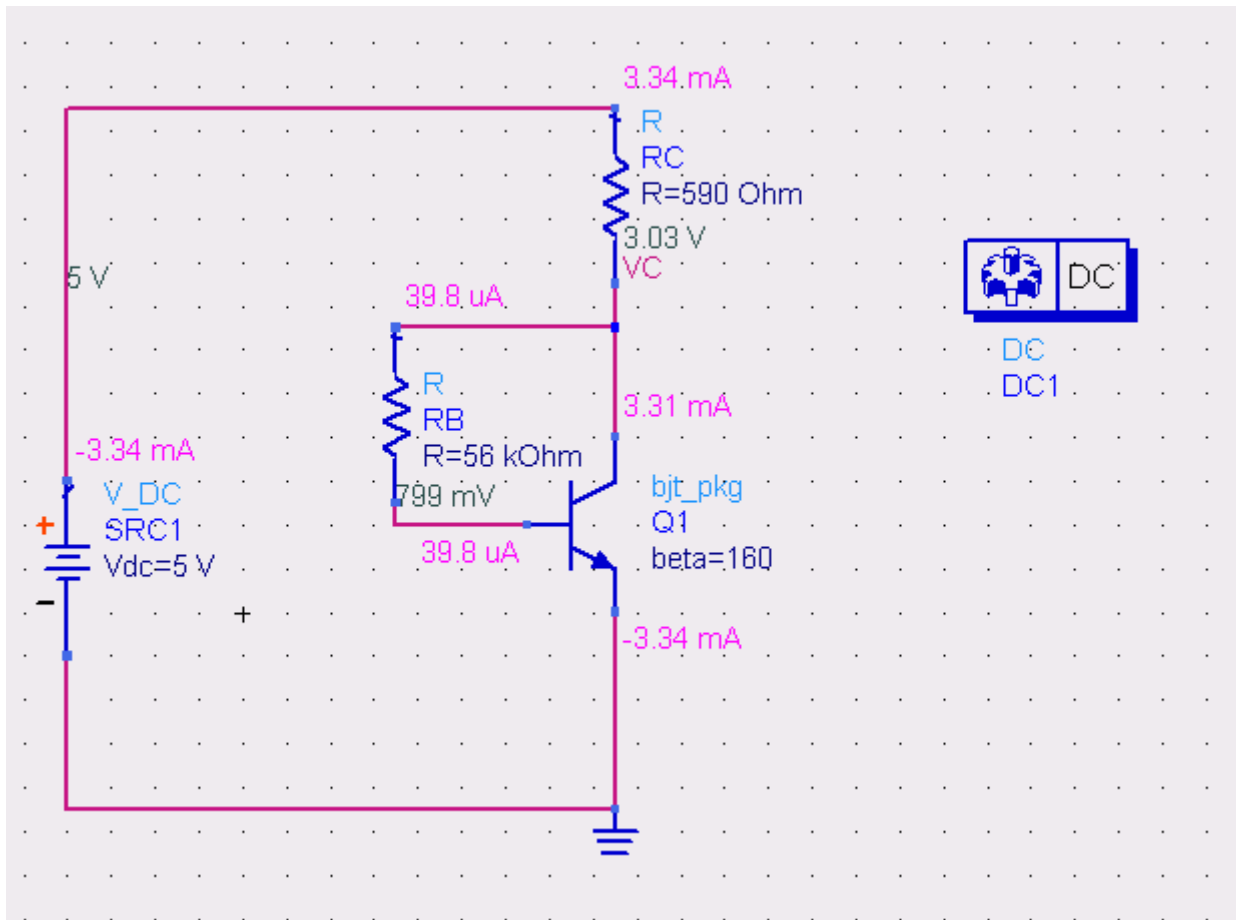 3.34 mA
R
RC
R=590 Ohm
3.03 V
VC
5 V
39.8 uA
DC
DC
DC1
R
RB
R=56 kOhm
3.31 mA
-3.34 mA
V_DC
SRC1
Vdc=5 V
+
-
799 mV
39.8 uA
bjt_pkg
Q1
beta=160
-3.34 mA